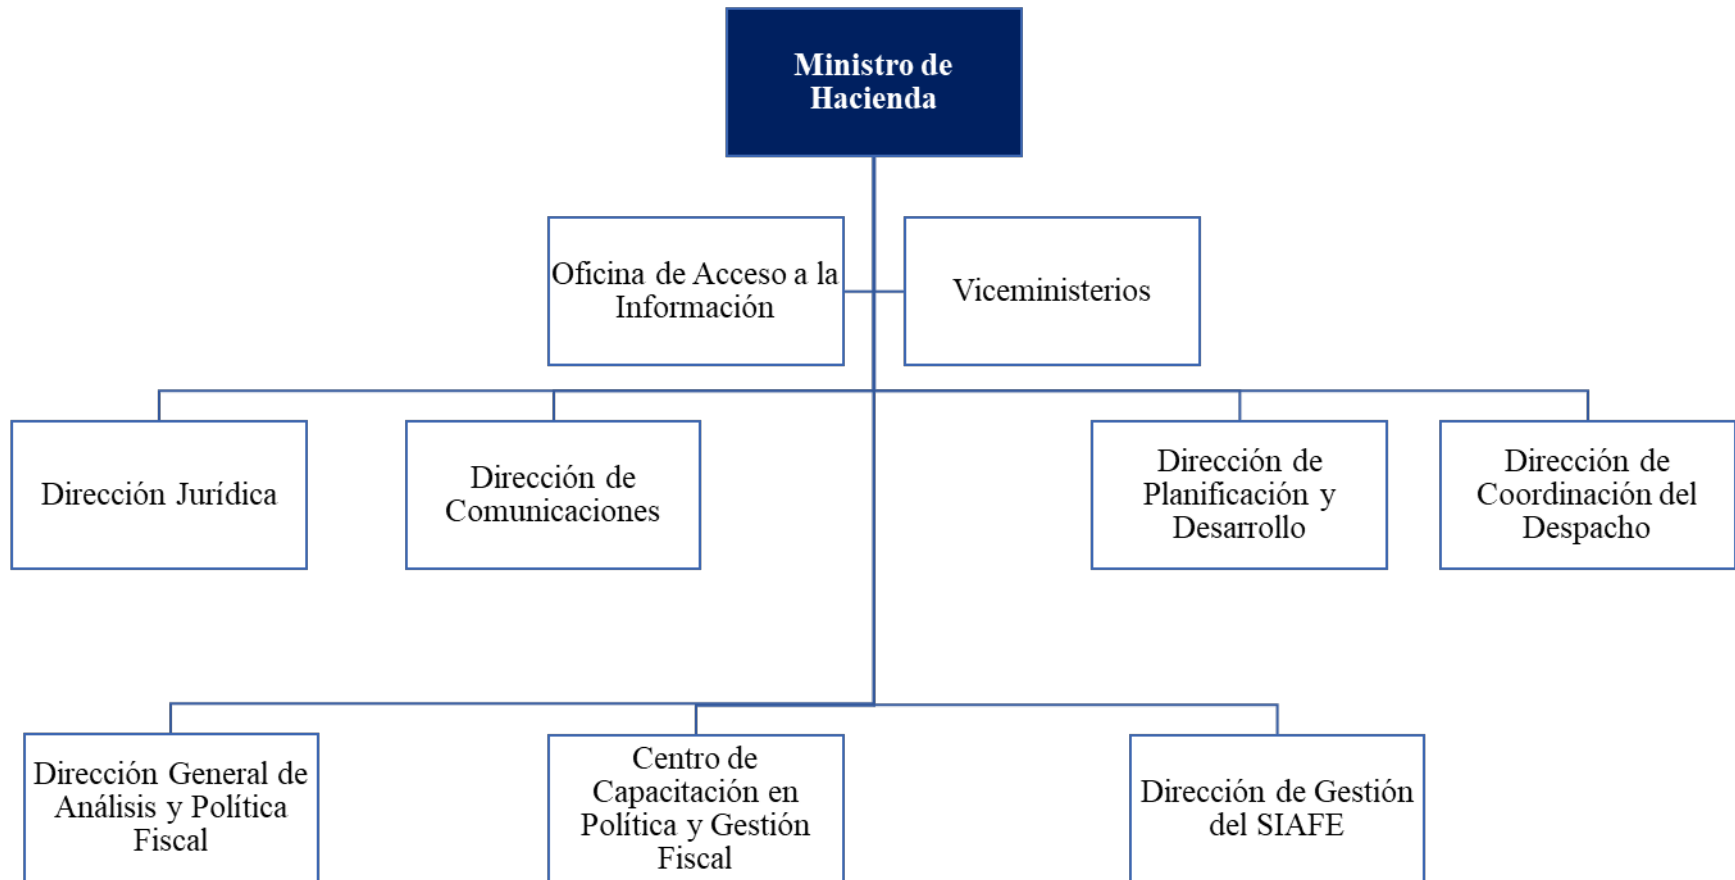 Ministro de
Hacienda
Oficina de Acceso a la
Información
Viceministerios
Dirección Jurídica
Dirección de
Comunicaciones
Dirección de
Planificación y
Desarrollo
Dirección de
Coordinación del
Despacho
Dirección General de
Análisis y Política
Fiscal
Centro de
Capacitación en
Política y Gestión
Fiscal
Dirección de Gestión
del SIAFE